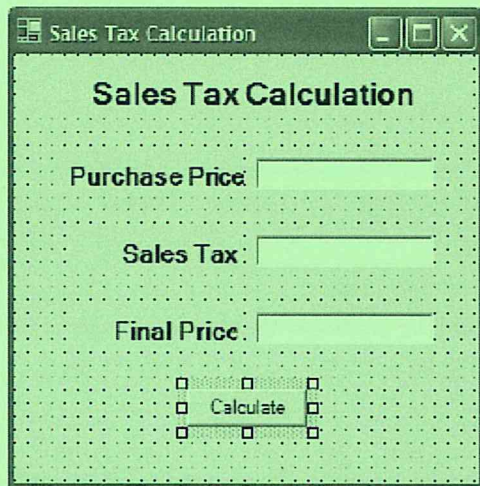 Sales Tax Calculation
Sales Tax Calculation
Purchase Price
Sales Tax
Final Price
Calculate